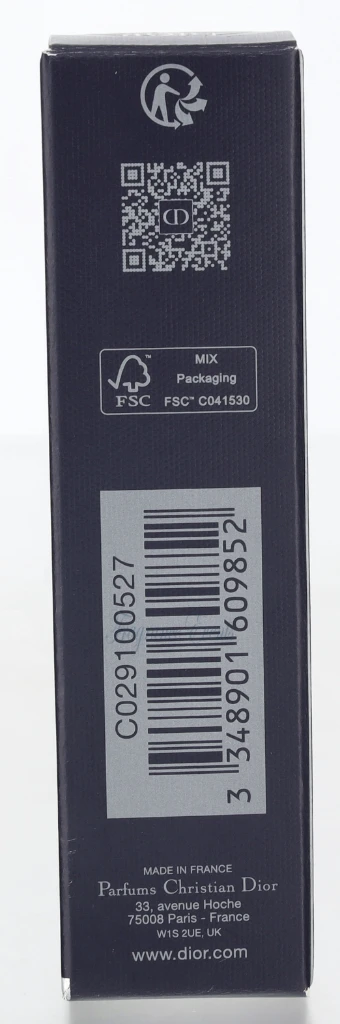 MIX
Packaging
FSC™ C041530
FSC
C029100527
3 348901 609852
MADE IN FRANCE
Parfums Christian Dior
33, avenue Hoche
75008 Paris - France
W1S 2UE, UK
www.dior.com